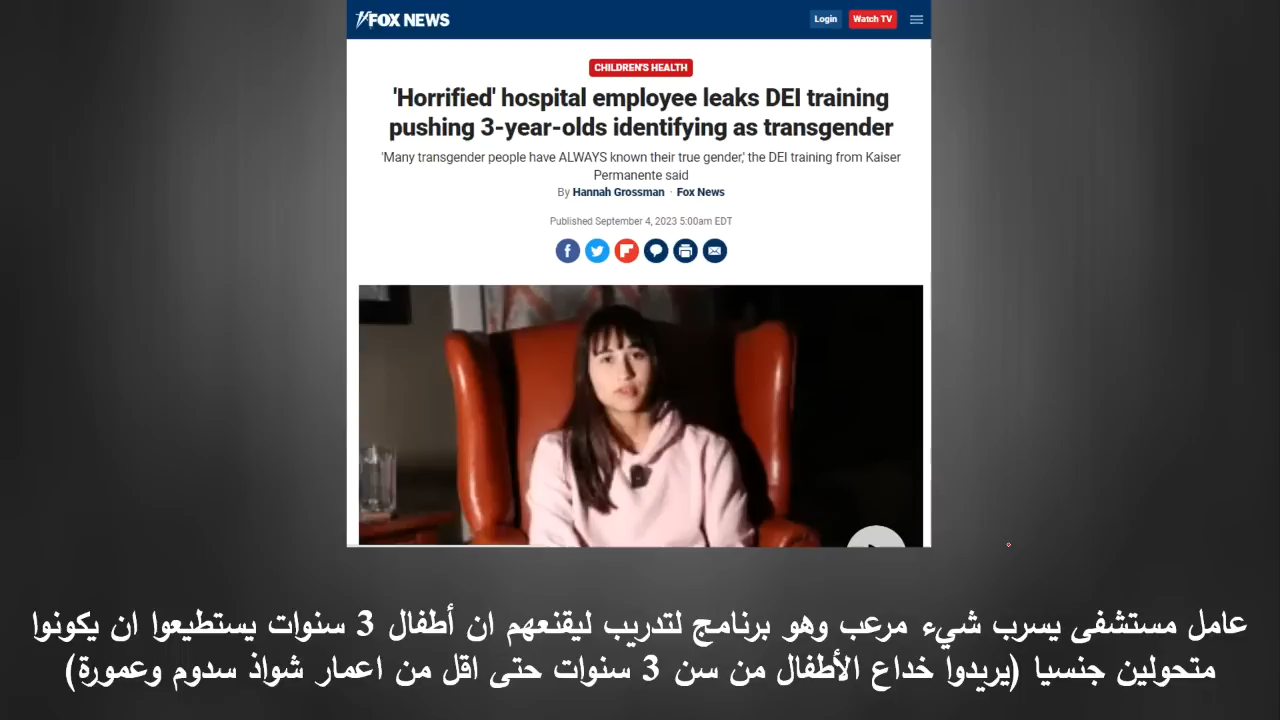 FOX NEWS
Login
Watch TV
CHILDREN'S HEALTH
'Horrified' hospital employee leaks DEI training
pushing 3-year-olds identifying as transgender
'Many transgender people have ALWAYS known their true gender,' the DEI training from Kaiser
Permanente said
By Hannah Grossman · Fox News
Published September 4, 2023 5:00am EDT
عامل مستشفى يسرب شيء مرعب وهو برنامج لتدريب ليقنعهم ان أطفال 3 سنوات يستطيعوا ان يكونوا
متحولين جنسيا (يريدوا خداع الأطفال من سن 3 سنوات حتى اقل من اعمار شواذ سدوم وعمورة)